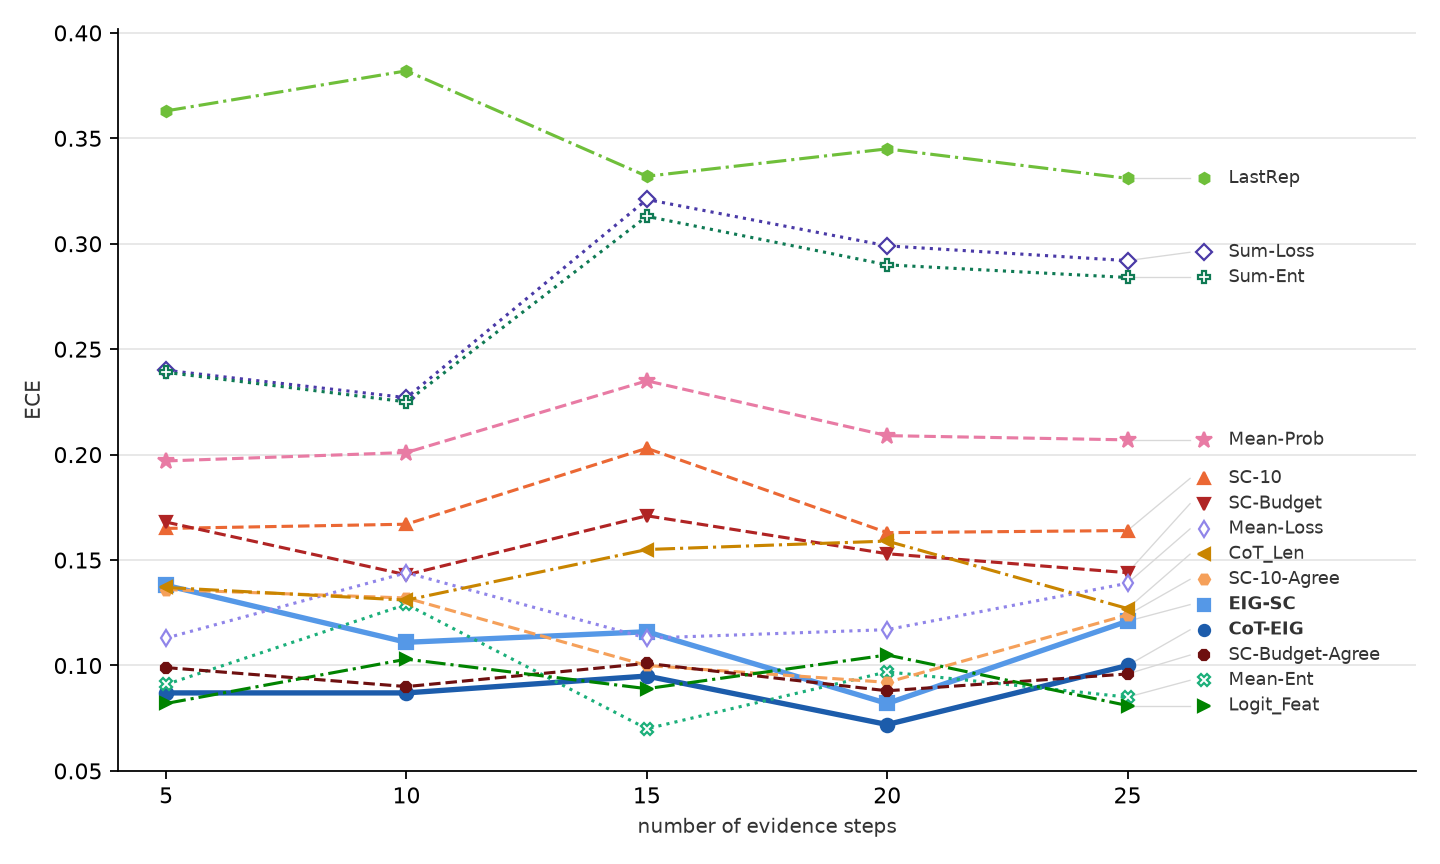 0.40
0.35
0.30
0.25
0.20
0.15
0.10
0.05
ECE
5 10 15 20 25
number of evidence steps
LastRep
Sum-Loss
Sum-Ent
Mean-Prob
SC-10
SC-Budget
Mean-Loss
CoT_Len
SC-10-Agree
EIG-SC
CoT-EIG
SC-Budget-Agree
Mean-Ent
Logit_Feat